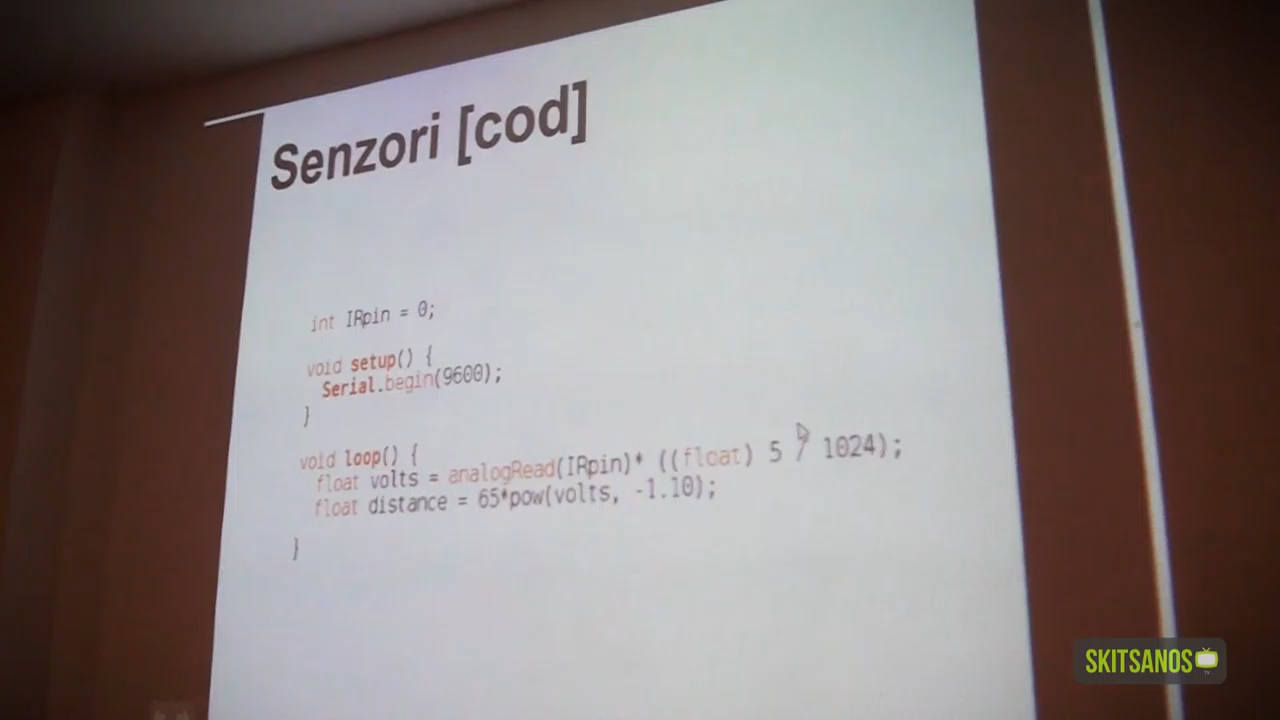 Senzori [cod]
int IRpin = 0;
void setup() {
Serial.begin(9600);
}
void loop() {
float volts = analogRead(IRpin)* ((float) 5 / 1024);
float distance = 65*pow(volts, -1.10);
}
SKITSANOS
TV